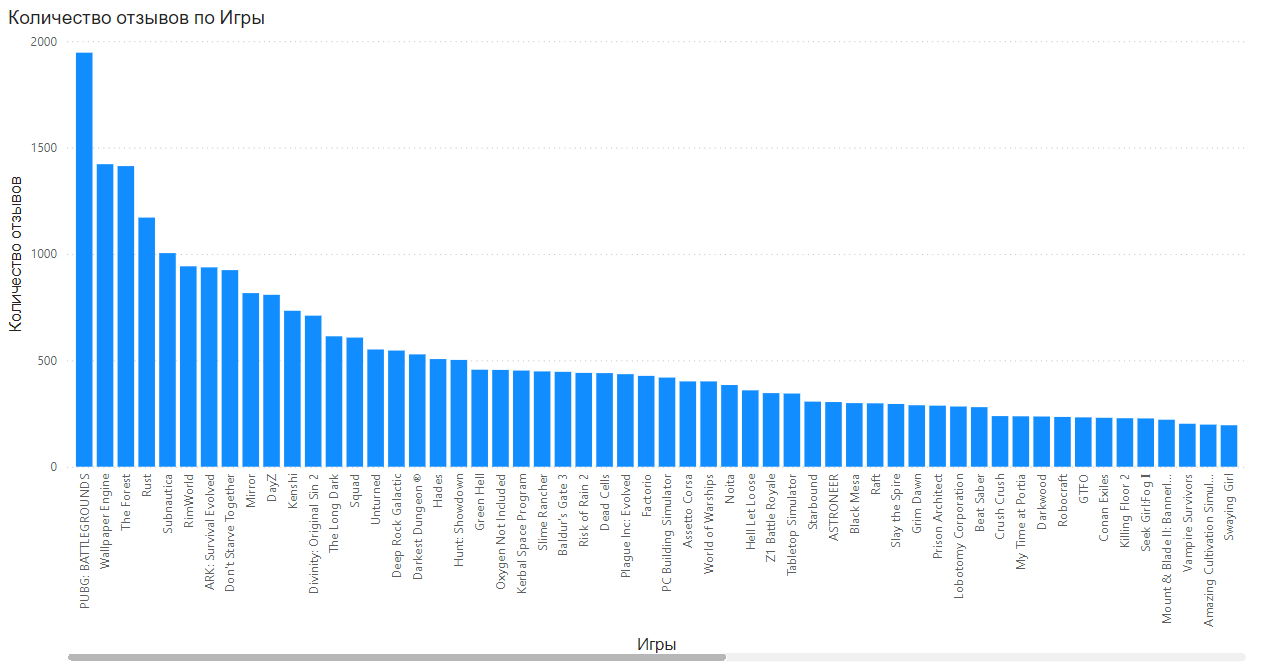 Количество отзывов по Игры
Количество отзывов
2000
1500
1000
500
0
PUBG: BATTLEGROUNDS
Wallpaper Engine
The Forest
Rust
Subnautica
RimWorld
ARK: Survival Evolved
Don't Starve Together
Mirror
DayZ
Kenshi
Divinity: Original Sin 2
The Long Dark
Squad
Unturned
Deep Rock Galactic
Darkest Dungeon®
Hades
Hunt: Showdown
Green Hell
Oxygen Not Included
Kerbal Space Program
Slime Rancher
Baldur's Gate 3
Risk of Rain 2
Dead Cells
Plague Inc: Evolved
Factorio
PC Building Simulator
Assetto Corsa
World of Warships
Noita
Hell Let Loose
Z1 Battle Royale
Tabletop Simulator
Starbound
ASTRONEER
Black Mesa
Raft
Slay the Spire
Grim Dawn
Prison Architect
Lobotomy Corporation
Beat Saber
Crush Crush
My Time at Portia
Darkwood
Robocraft
GTFO
Conan Exiles
Killing Floor 2
Seek Girl:Fog
Mount & Blade II: Bannerl...
Vampire Survivors
Amazing Cultivation Simul...
Swaying Girl
Игры